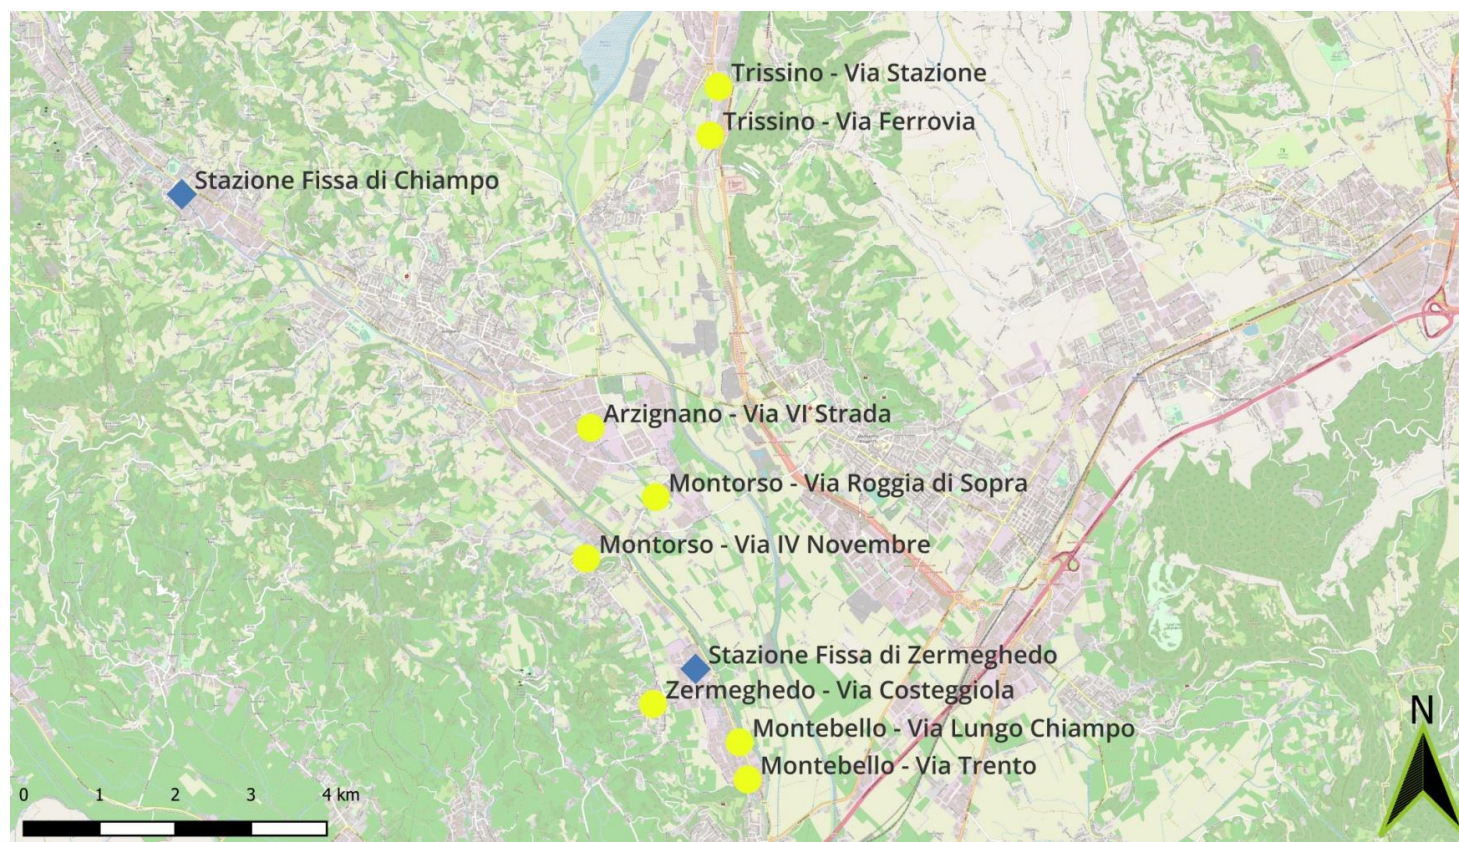 Trissino - Via Stazione
Trissino - Via Ferrovia
Stazione Fissa di Chiampo
Arzignano - Via VI Strada
Montorso - Via Roggia di Sopra
Montorso - Via IV Novembre
Stazione Fissa di Zermeghedo
Zermeghedo - Via Costeggiola
Montebello - Via Lungo Chiampo
Montebello - Via Trento
N
0 1 2 3 4 km